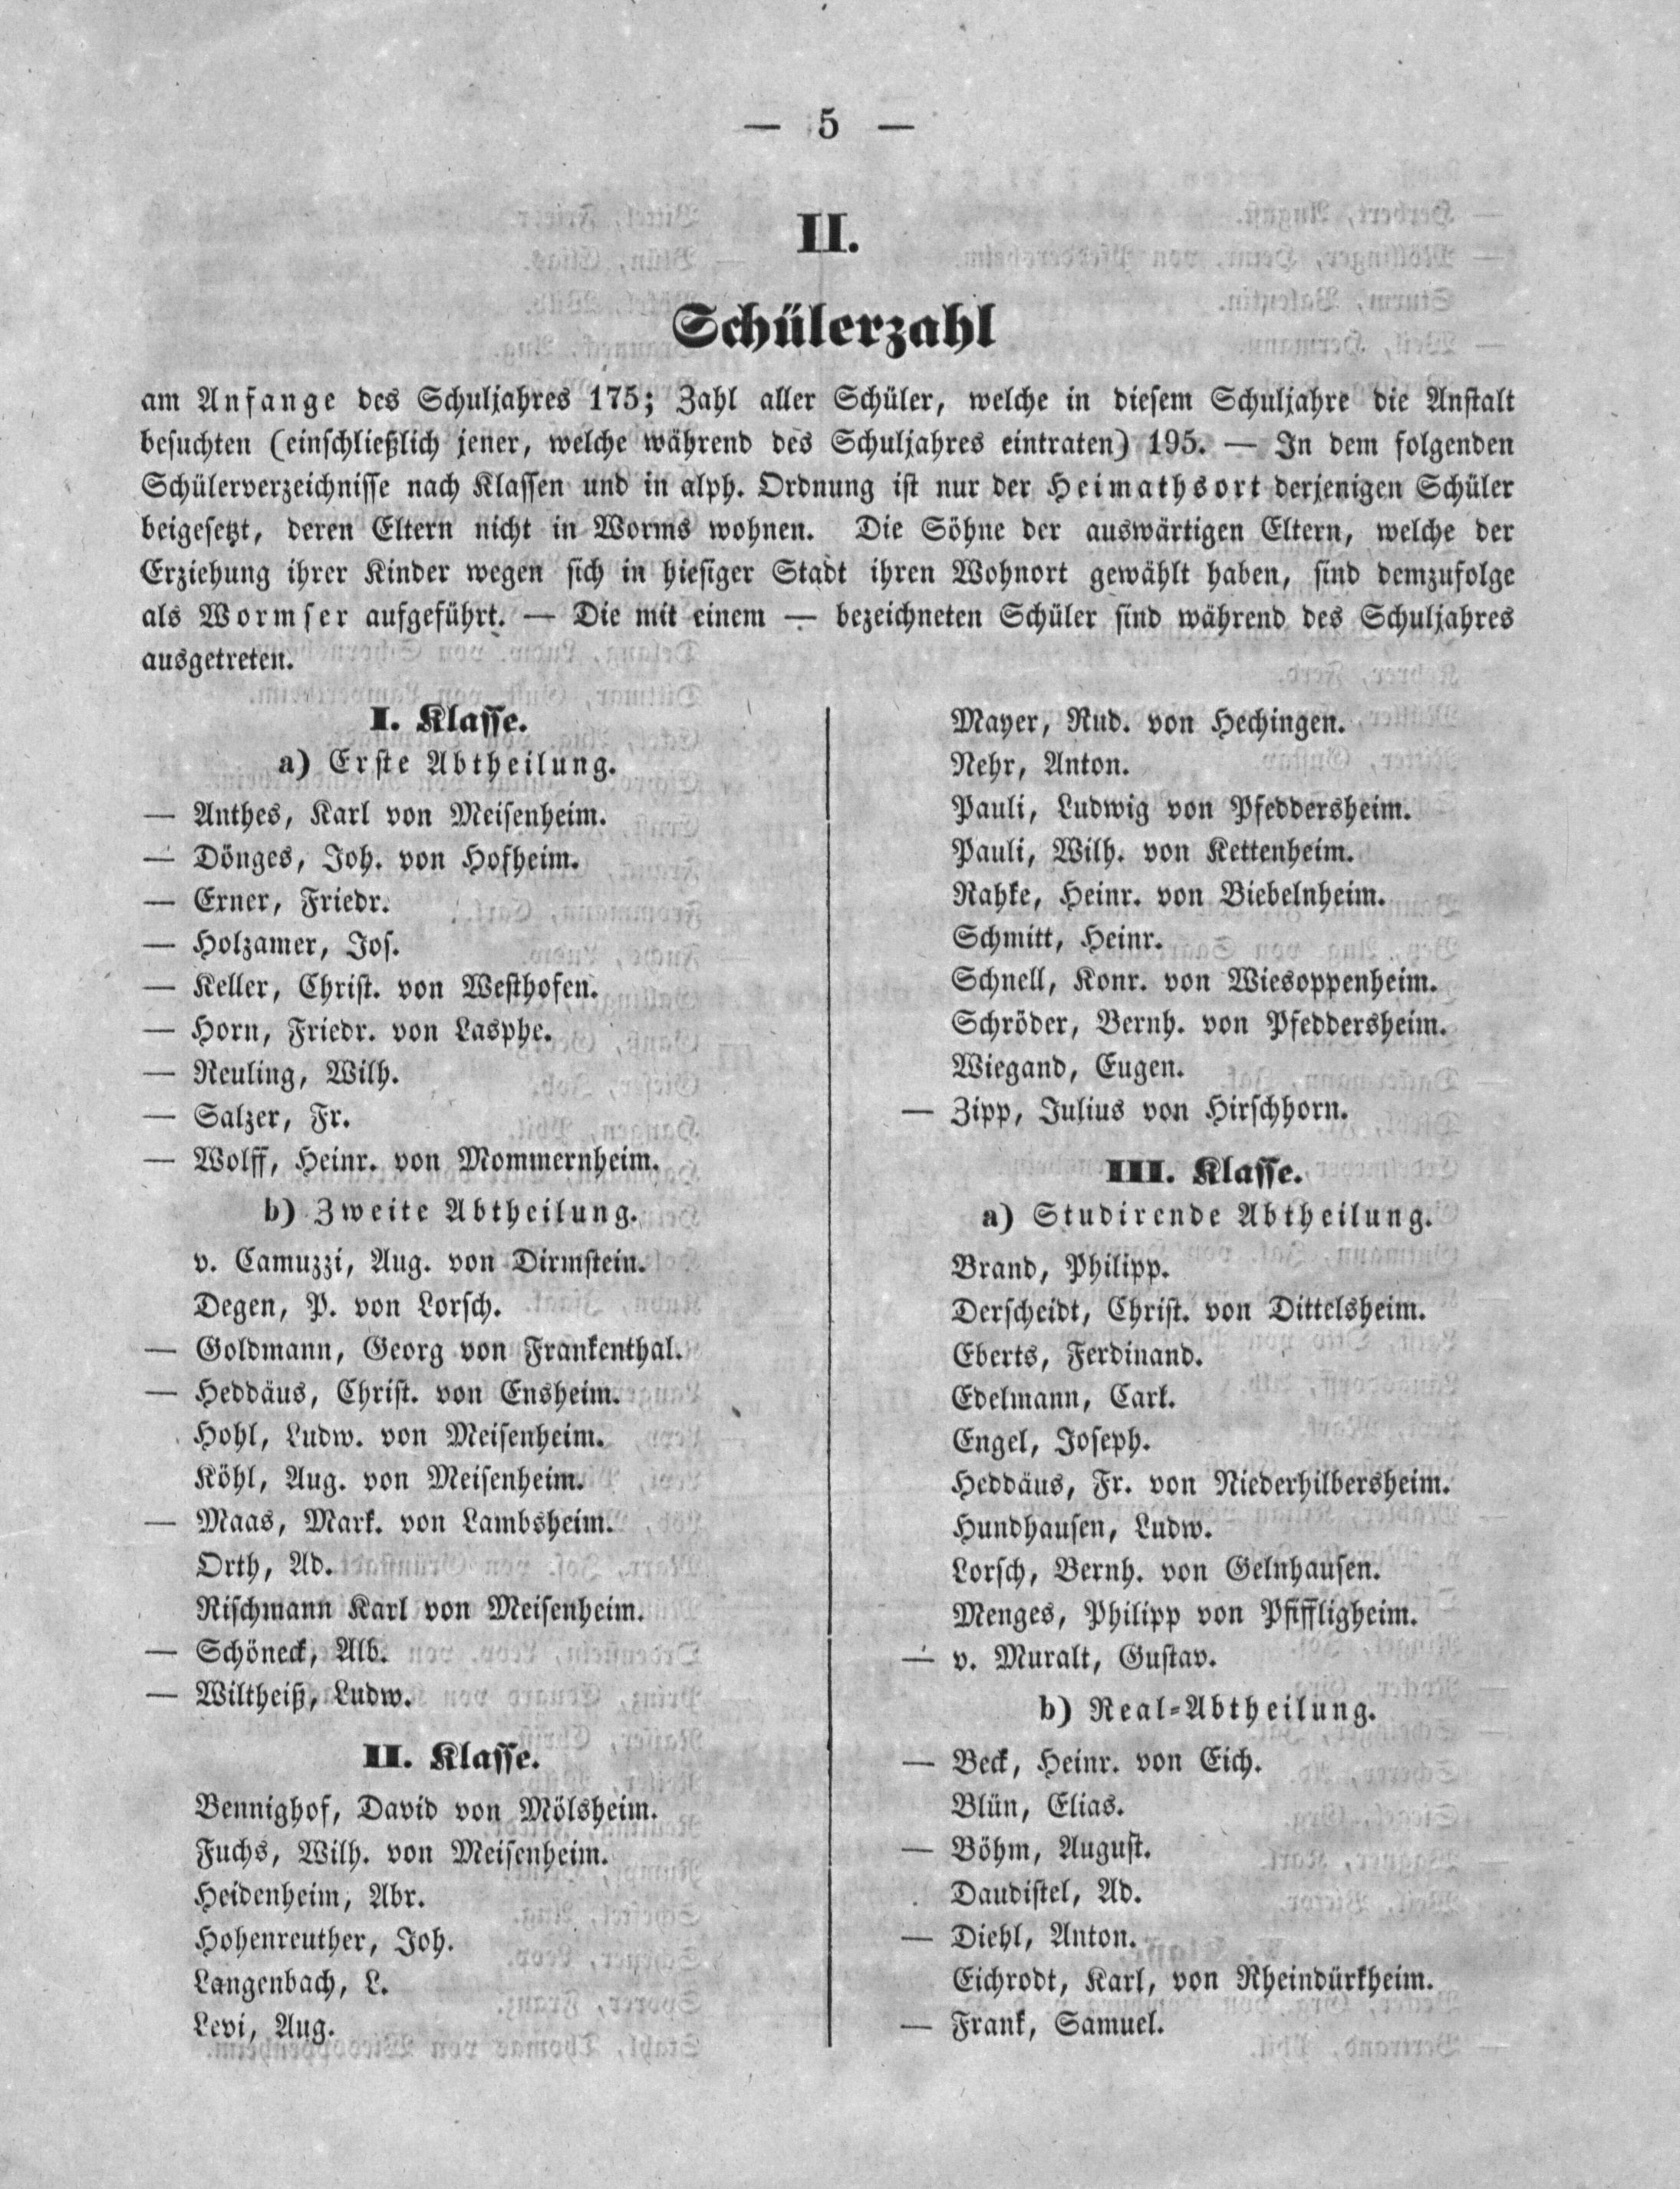 — 5 —
II.
Schülerzahl
am Anfange des Schuljahres 175; Zahl aller Schüler, welche in diesem Schuljahre die Anstalt
besuchten (einschließlich jener, welche während des Schuljahres eintraten) 195. — In dem folgenden
Schülerverzeichnisse nach Klassen und in alph. Ordnung ist nur der Heimathsort derjenigen Schüler
beigesetzt, deren Eltern nicht in Worms wohnen. Die Söhne der auswärtigen Eltern, welche der
Erziehung ihrer Kinder wegen sich in hiesiger Stadt ihren Wohnort gewählt haben, sind demzufolge
als Wormser aufgeführt. — Die mit einem — bezeichneten Schüler sind während des Schuljahres
ausgetreten.
I. Klasse.
a) Erste Abtheilung.
— Anthes, Karl von Meisenheim.
— Dönges, Joh. von Hofheim.
— Exner, Friedr.
— Holzamer, Jos.
— Keller, Christ. von Westhofen.
— Horn, Friedr. von Lasphe.
— Reuling, Wilh.
— Salzer, Fr.
— Wolff, Heinr. von Mommernheim.
b) Zweite Abtheilung.
v. Camuzzi, Aug. von Dirmstein.
Degen, P. von Lorsch.
— Goldmann, Georg von Frankenthal.
— Heddäus, Christ. von Ensheim.
Hohl, Ludw. von Meisenheim.
Köhl, Aug. von Meisenheim.
— Maas, Mark. von Lambsheim.
Orth, Ad.
Rischmann Karl von Meisenheim.
— Schöneck, Alb.
— Wiltheiß, Ludw.
II. Klasse.
Bennighof, David von Mölsheim.
Fuchs, Wilh. von Meisenheim.
Heidenheim, Abr.
Hohenreuther, Joh.
Langenbach, L.
Levi, Aug.
Mayer, Rud. von Hechingen.
Nehr, Anton.
Pauli, Ludwig von Pfeddersheim.
Pauli, Wilh. von Kettenheim.
Rahke, Heinr. von Biebelnheim.
Schmitt, Heinr.
Schnell, Konr. von Wiesoppenheim.
Schröder, Bernh. von Pfeddersheim.
Wiegand, Eugen.
— Zipp, Julius von Hirschhorn.
III. Klasse.
a) Studirende Abtheilung.
Brand, Philipp.
Derscheidt, Christ. von Dittelsheim.
Eberts, Ferdinand.
Edelmann, Carl.
Engel, Joseph.
Heddäus, Fr. von Niederhilbersheim.
Hundhausen, Ludw.
Lorsch, Bernh. von Gelnhausen.
Menges, Philipp von Pfiffligheim.
— v. Muralt, Gustav.
b) Real-Abtheilung.
— Beck, Heinr. von Eich.
Blün, Elias.
— Böhm, August.
Daudistel, Ad.
— Diehl, Anton.
Eichrodt, Karl, von Rheindürkheim.
— Frank, Samuel.